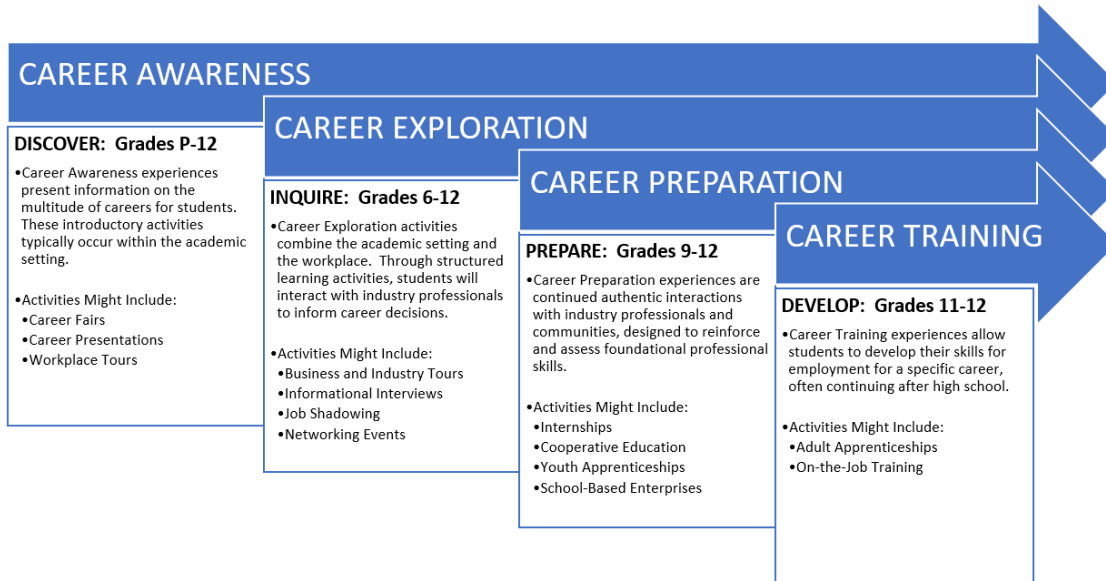 CAREER AWARENESS
DISCOVER:  Grades P-12
•Career Awareness experiences
present information on the
multitude of careers for students.
These introductory activities
typically occur within the academic
setting.
•Activities Might Include:
•Career Fairs
•Career Presentations
•Workplace Tours
CAREER EXPLORATION
INQUIRE:  Grades 6-12
•Career Exploration activities
combine the academic setting and
the workplace.  Through structured
learning activities, students will
interact with industry professionals
to inform career decisions.
•Activities Might Include:
•Business and Industry Tours
•Informational Interviews
•Job Shadowing
•Networking Events
CAREER PREPARATION
PREPARE:  Grades 9-12
•Career Preparation experiences are
continued authentic interactions
with industry professionals and
communities, designed to reinforce
and assess foundational professional
skills.
•Activities Might Include:
•Internships
•Cooperative Education
•Youth Apprenticeships
•School-Based Enterprises
CAREER TRAINING
DEVELOP:  Grades 11-12
•Career Training experiences allow
students to develop their skills for
employment for a specific career,
often continuing after high school.
•Activities Might Include:
•Adult Apprenticeships
•On-the-Job Training